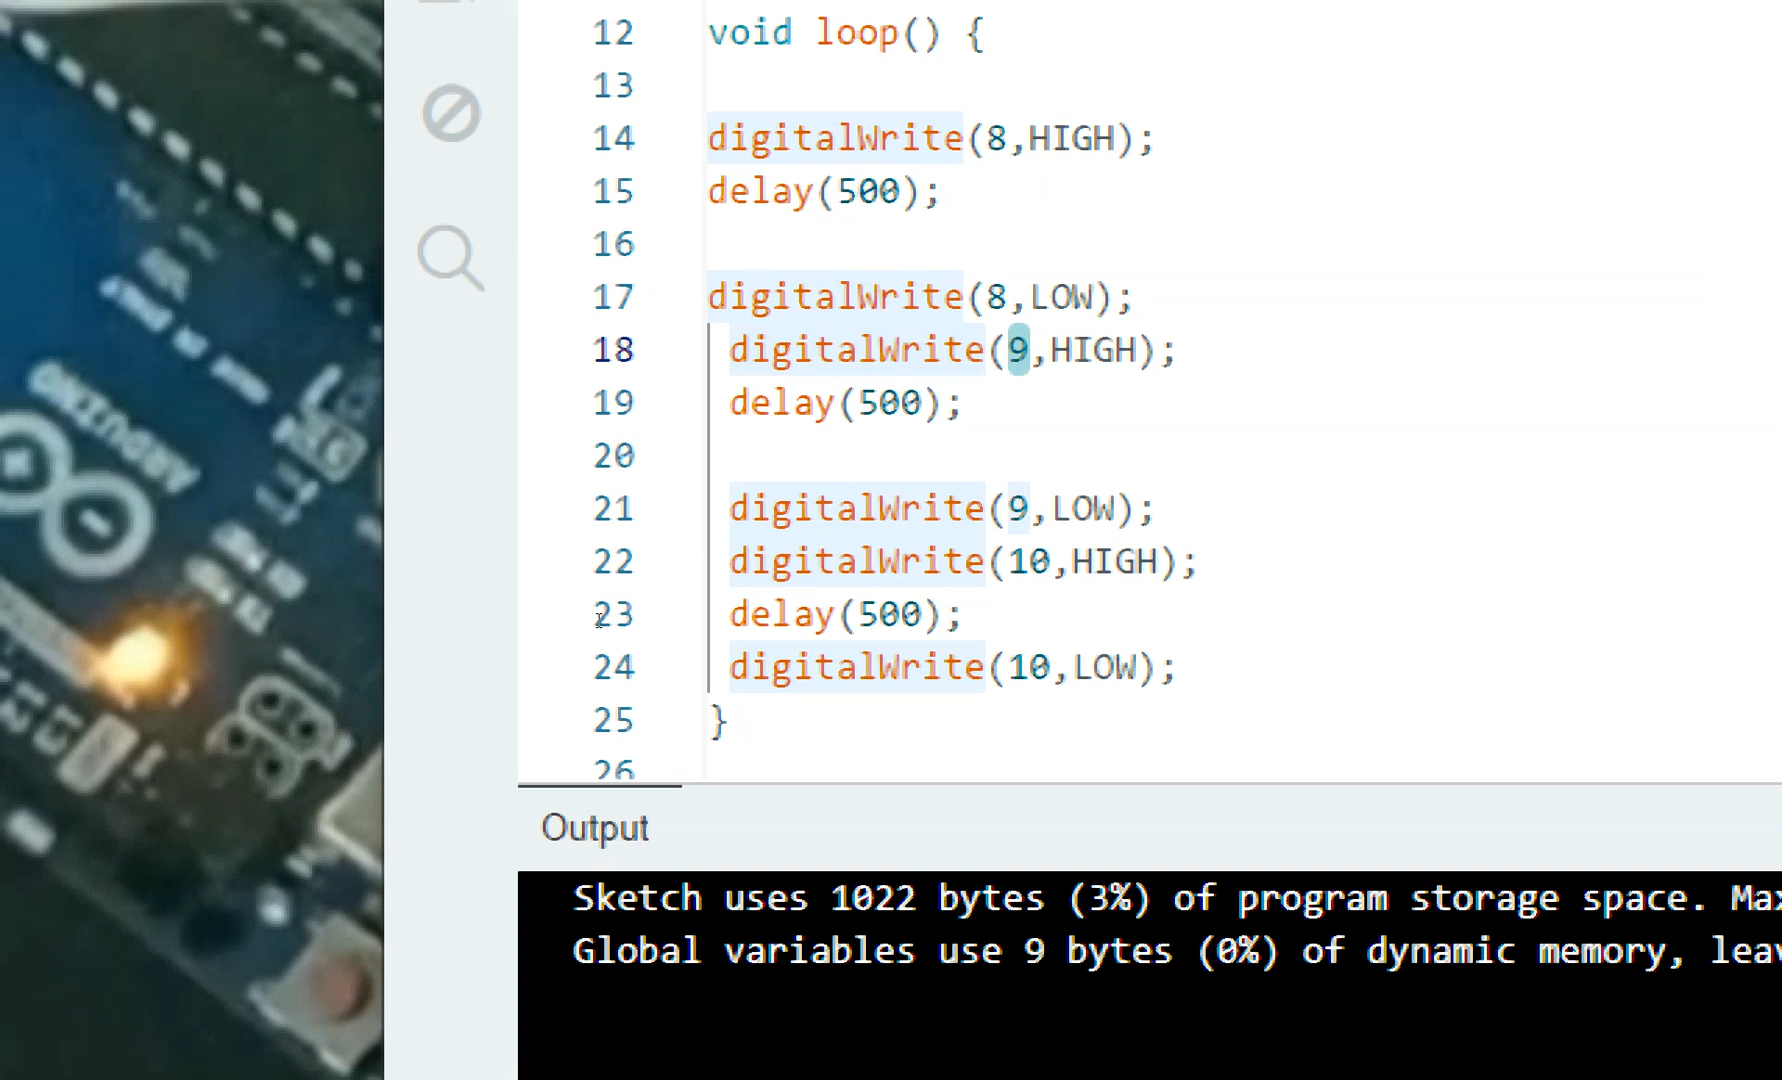 12 void loop() {
13
14 digitalWrite(8,HIGH);
15 delay(500);
16
17 digitalWrite(8,LOW);
18 digitalWrite(9,HIGH);
19 delay(500);
20
21 digitalWrite(9,LOW);
22 digitalWrite(10,HIGH);
23 delay(500);
24 digitalWrite(10,LOW);
25 }
26
Output
Sketch uses 1022 bytes (3%) of program storage space. Max
Global variables use 9 bytes (0%) of dynamic memory, leav
ARDUINO